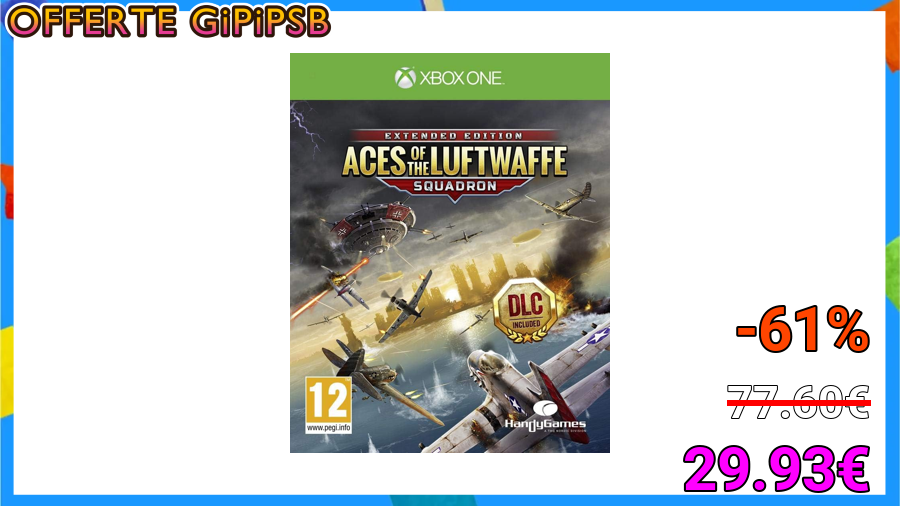 OFFERTE GiPiPSB
XBOX ONE
EXTENDED EDITION
ACES OF THE LUFTWAFFE
SQUADRON
DLC
INCLUDED
-61%
77.60€
12
www.pegi.info
HandyGames
29.93€